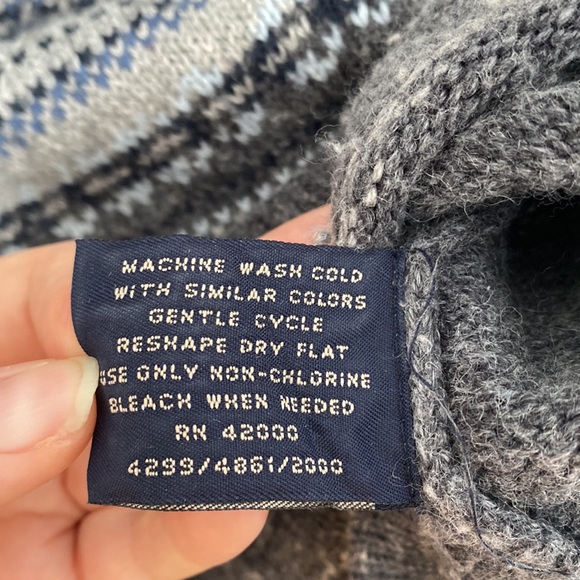 MACHINE WASH COLD
WITH SIMILAR COLORS
GENTLE CYCLE
RESHAPE DRY FLAT
USE ONLY NON-CHLORINE
BLEACH WHEN NEEDED
RN 42000
4299/4861/2000